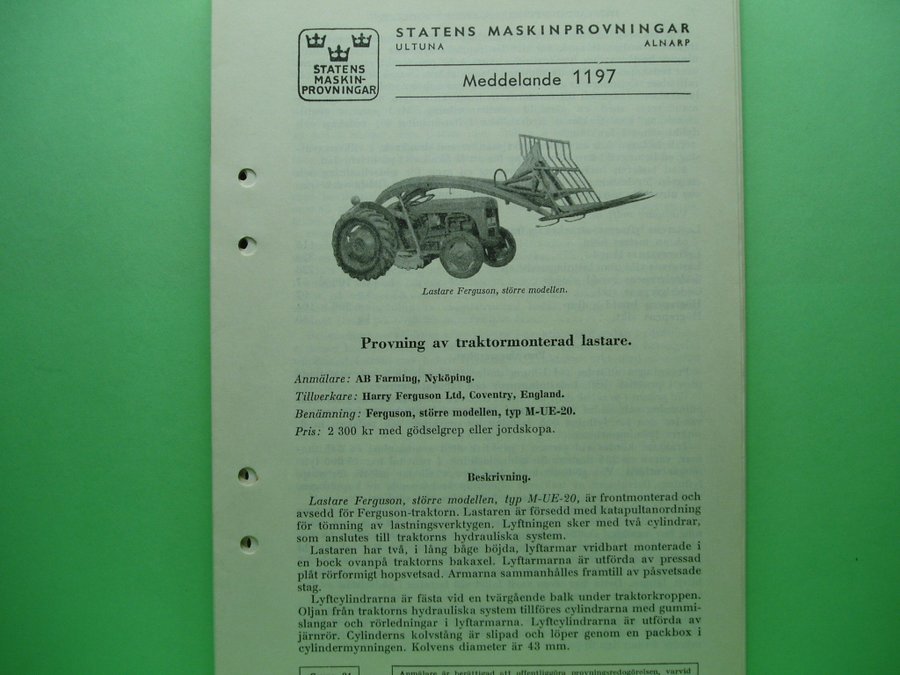 STATENS
MASKIN-
PROVNINGAR
STATENS MASKINPROVNINGAR
ULTUNA ALNARP
Meddelande 1197
Lastare Ferguson, större modellen.
Provning av traktormonterad lastare.
Anmälare: AB Farming, Nyköping.
Tillverkare: Harry Ferguson Ltd, Coventry, England.
Benämning: Ferguson, större modellen, typ M-UE-20.
Pris: 2 300 kr med gödselgrep eller jordskopa.
Beskrivning.
Lastare Ferguson, större modellen, typ M-UE-20, är frontmonterad och
avsedd för Ferguson-traktorn. Lastaren är försedd med katapultanordning
för tömning av lastningsverktygen. Lyftningen sker med två cylindrar,
som anslutes till traktorns hydrauliska system.
Lastaren har två, i lång båge böjda, lyftarmar vridbart monterade i
en bock ovanpå traktorns bakaxel. Lyftarmarna är utförda av pressad
plåt rörformigt hopsvetsad. Armarna sammanhålles framtill av påsvetsade
stag.
Lyftcylindrarna är fästa vid en tvärgående balk under traktorkroppen.
Oljan från traktorns hydrauliska system tillföres cylindrarna med gummi-
slangar och rörledningar i lyftarmarna. Lyftcylindrarna är utförda av
järnrör. Cylinderns kolvstång är slipad och löper genom en packbox i
cylindermynningen. Kolvens diameter är 43 mm.
Anmälare är berättigad att offentliggöra provningsredogörelsen, varvid